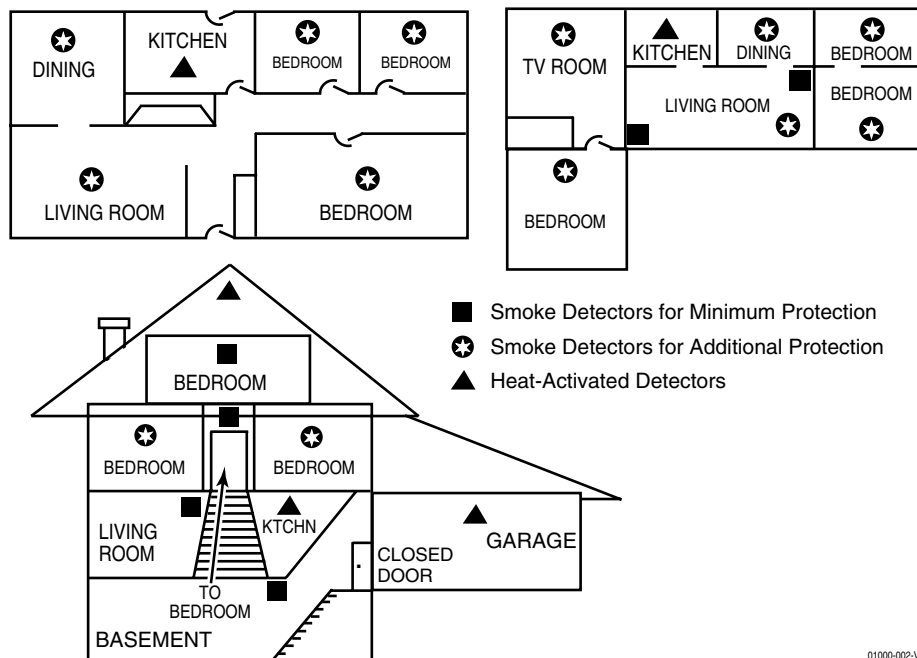 DINING
KITCHEN
BEDROOM
BEDROOM
LIVING ROOM
BEDROOM
TV ROOM
KITCHEN
DINING
BEDROOM
LIVING ROOM
BEDROOM
BEDROOM
Smoke Detectors for Minimum Protection
Smoke Detectors for Additional Protection
Heat-Activated Detectors
BEDROOM
BEDROOM
BEDROOM
LIVING
ROOM
KTCHN
TO
BEDROOM
BASEMENT
CLOSED
DOOR
GARAGE